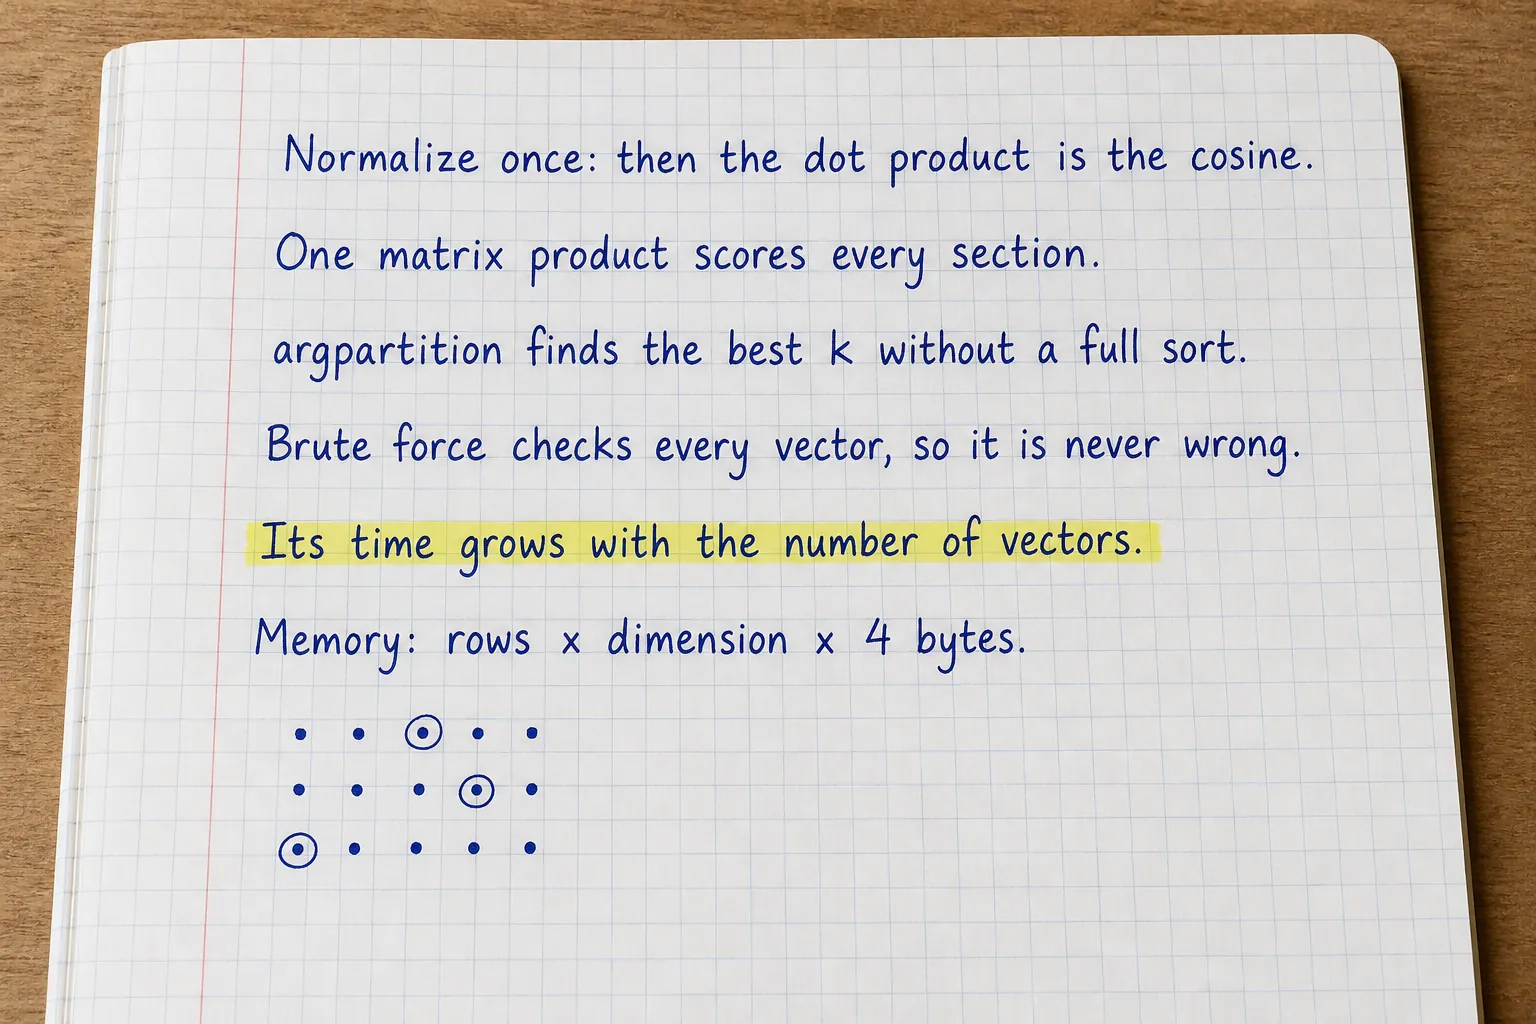 Normalize once: then the dot product is the cosine.
One matrix product scores every section.
argpartition finds the best k without a full sort.
Brute force checks every vector, so it is never wrong.
Its time grows with the number of vectors.
Memory: rows x dimension x 4 bytes.